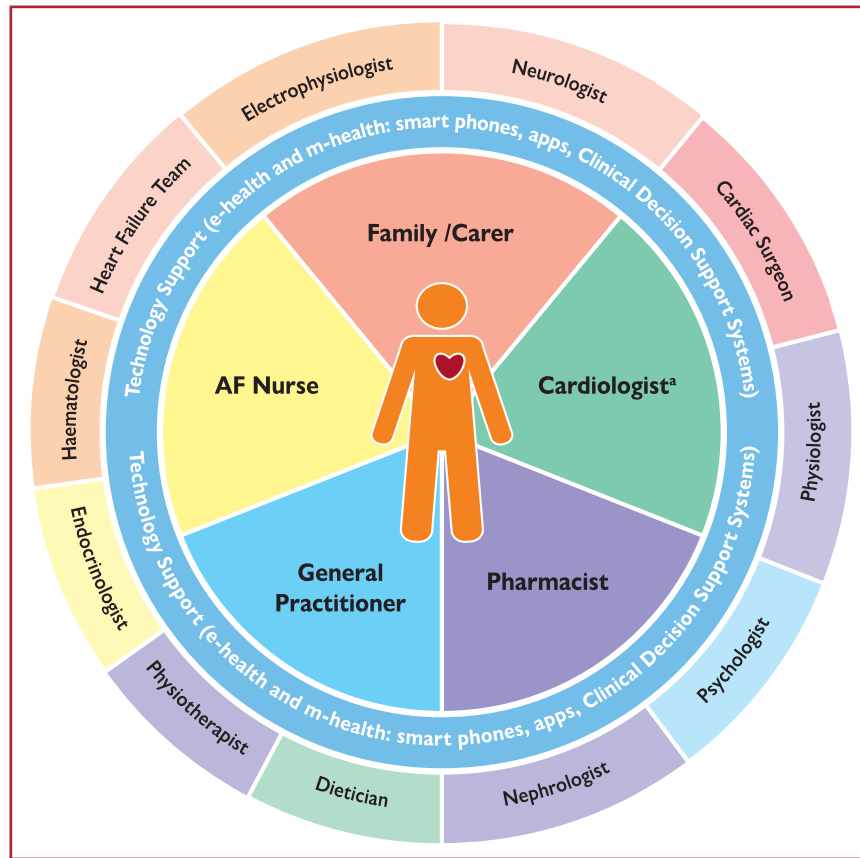 Electrophysiologist
Neurologist
Cardiac Surgeon
Physiologist
Psychologist
Nephrologist
Dietician
Physiotherapist
Endocrinologist
Haematologist
Heart Failure Team
Technology Support (e-health and m-health: smart phones, apps, Clinical Decision Support Systems)
Family /Carer
AF Nurse
Cardiologistᵃ
General
Practitioner
Pharmacist
Technology Support (e-health and m-health: smart phones, apps, Clinical Decision Support Systems)